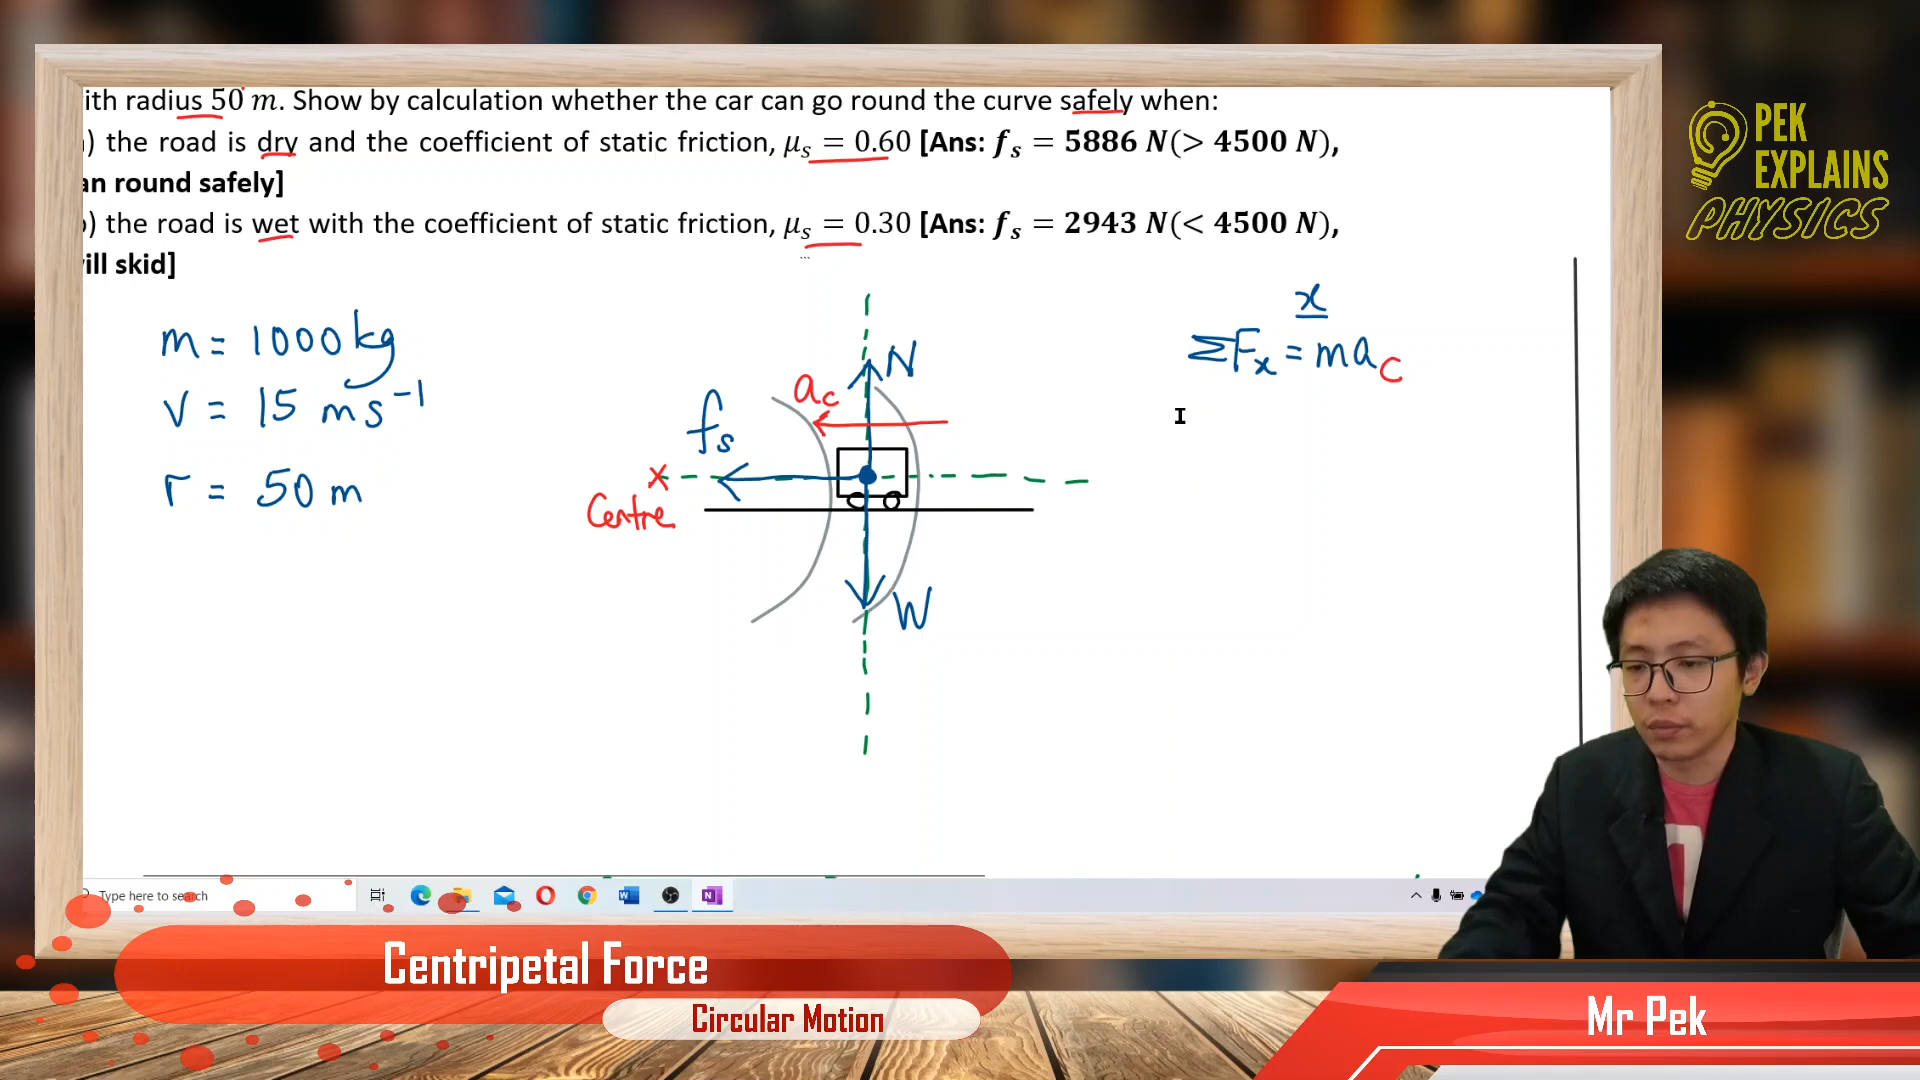 ith radius 50 m. Show by calculation whether the car can go round the curve safely when:
) the road is dry and the coefficient of static friction, μₛ = 0.60 [Ans: fₛ = 5886 N(> 4500 N),
an round safely]
) the road is wet with the coefficient of static friction, μₛ = 0.30 [Ans: fₛ = 2943 N(< 4500 N),
ill skid]
PEK
EXPLAINS
PHYSICS
m = 1000 kg
v = 15 m s⁻¹
r = 50 m
N
a_c
fₛ
Centre
W
x
ΣFₓ = ma_c
Type here to search
Centripetal Force
Circular Motion
Mr Pek